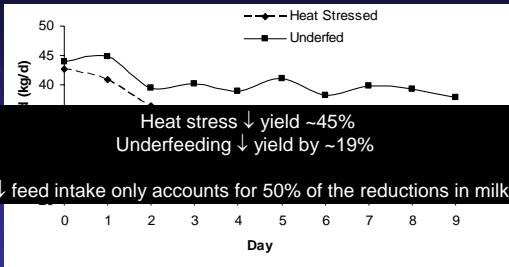 Heat Stressed
Underfed
50
45
40
(kg/d)
Heat stress ↓ yield ~45%
Underfeeding ↓ yield by ~19%
↓ feed intake only accounts for 50% of the reductions in milk
0 1 2 3 4 5 6 7 8 9
Day